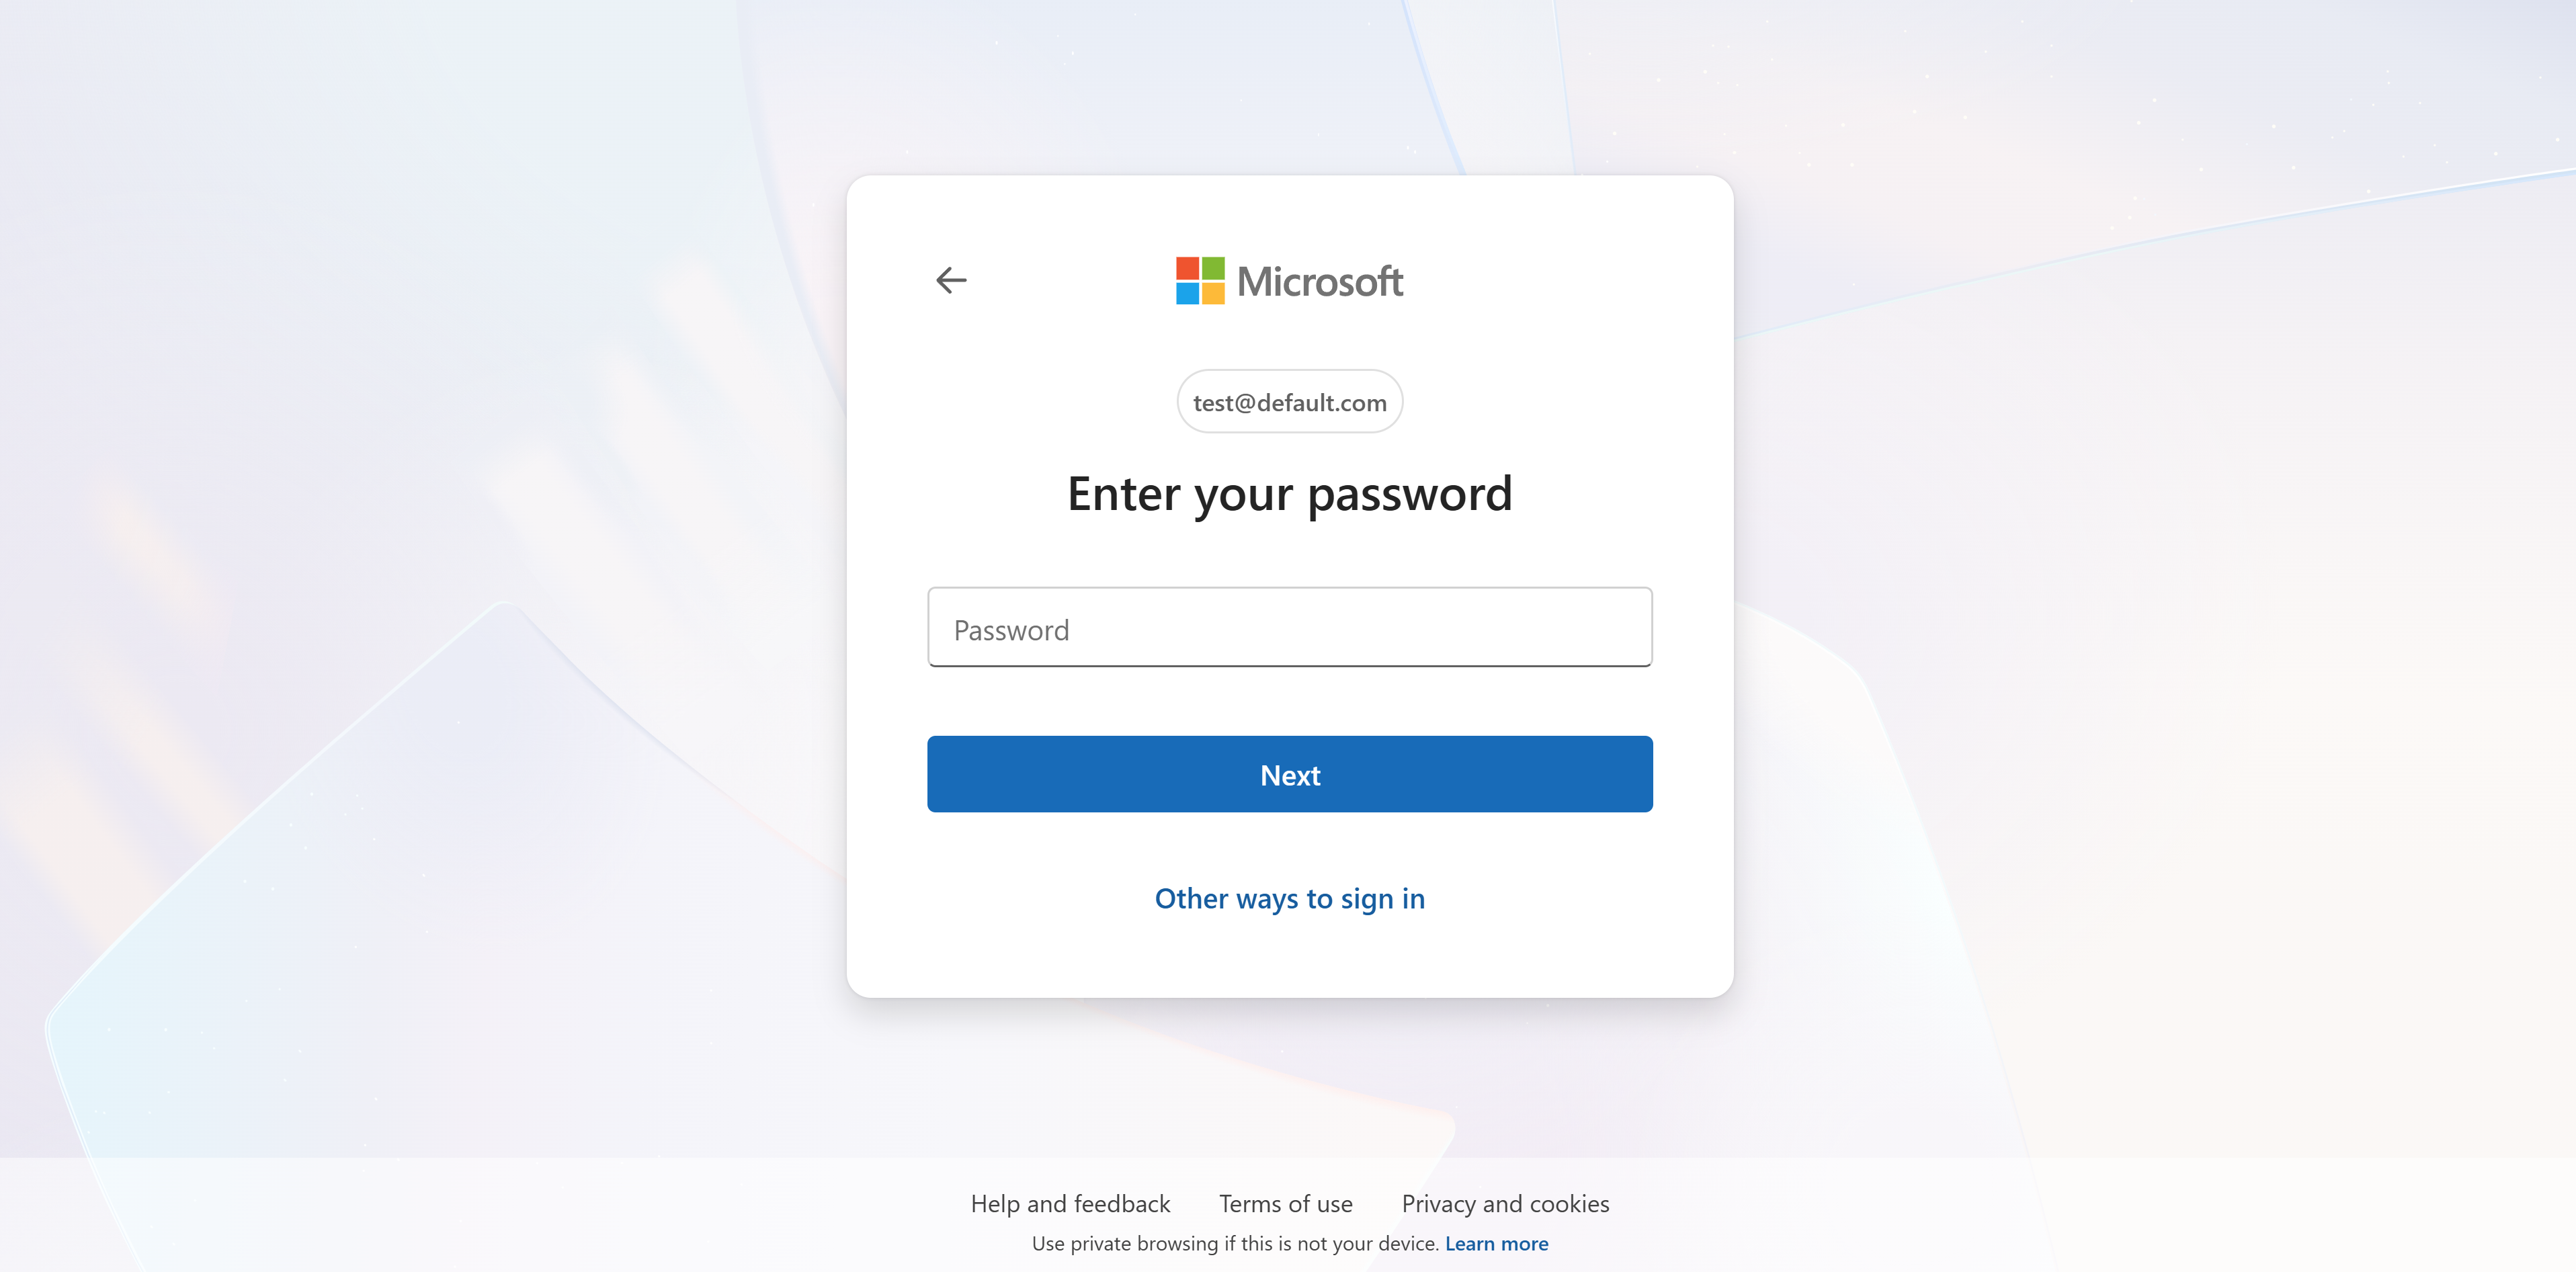 Microsoft
test@default.com
Enter your password
Password
Next
Other ways to sign in
Help and feedback Terms of use Privacy and cookies
Use private browsing if this is not your device. Learn more